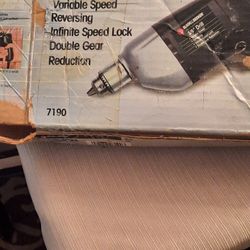 Variable Speed
Reversing
Infinite Speed Lock
Double Gear
Reduction
7190